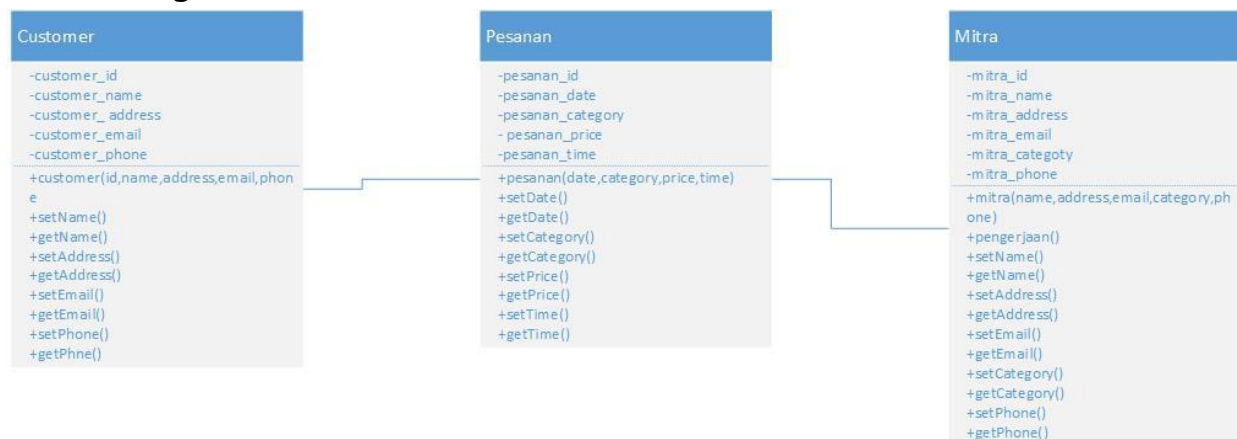 Customer
-customer_id
-customer_name
-customer_ address
-customer_email
-customer_phone
+customer(id,name,address,email,phon
e
+setName()
+getName()
+setAddress()
+getAddress()
+setEmail()
+getEmail()
+setPhone()
+getPhne()
Pesanan
-pesanan_id
-pesanan_date
-pesanan_category
- pesanan_price
-pesanan_time
+pesanan(date,category,price,time)
+setDate()
+getDate()
+setCategory()
+getCategory()
+setPrice()
+getPrice()
+setTime()
+getTime()
Mitra
-mitra_id
-mitra_name
-mitra_address
-mitra_email
-mitra_categoty
-mitra_phone
+mitra(name,address,email,category,ph
one)
+pengerjaan()
+setName()
+getName()
+setAddress()
+getAddress()
+setEmail()
+getEmail()
+setCategory()
+getCategory()
+setPhone()
+getPhone()